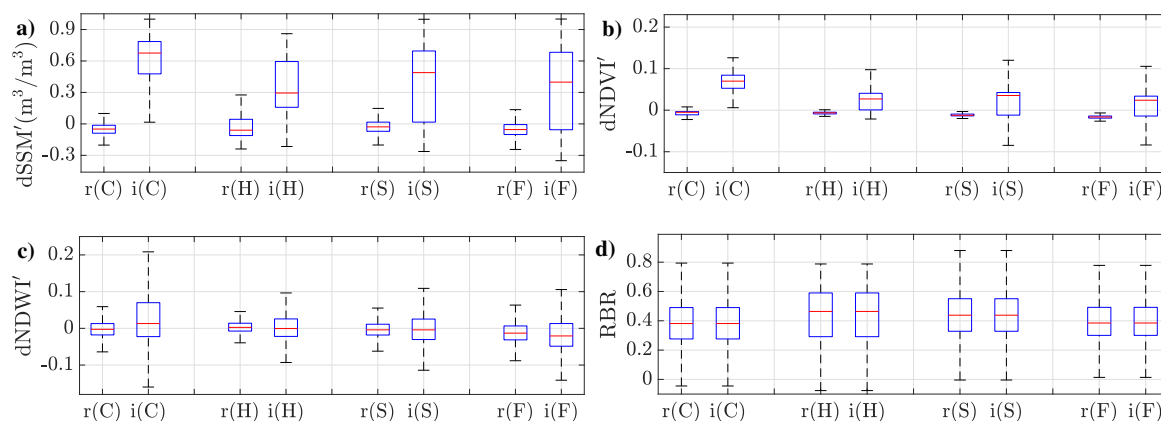 a)
dSSM′(m³/m³)
0.9
0.6
0.3
0
-0.3
r(C) i(C) r(H) i(H) r(S) i(S) r(F) i(F)
b)
dNDVI′
0.2
0.1
0
-0.1
r(C) i(C) r(H) i(H) r(S) i(S) r(F) i(F)
c)
dNDWI′
0.2
0.1
0
-0.1
r(C) i(C) r(H) i(H) r(S) i(S) r(F) i(F)
d)
RBR
0.8
0.6
0.4
0.2
0
r(C) i(C) r(H) i(H) r(S) i(S) r(F) i(F)